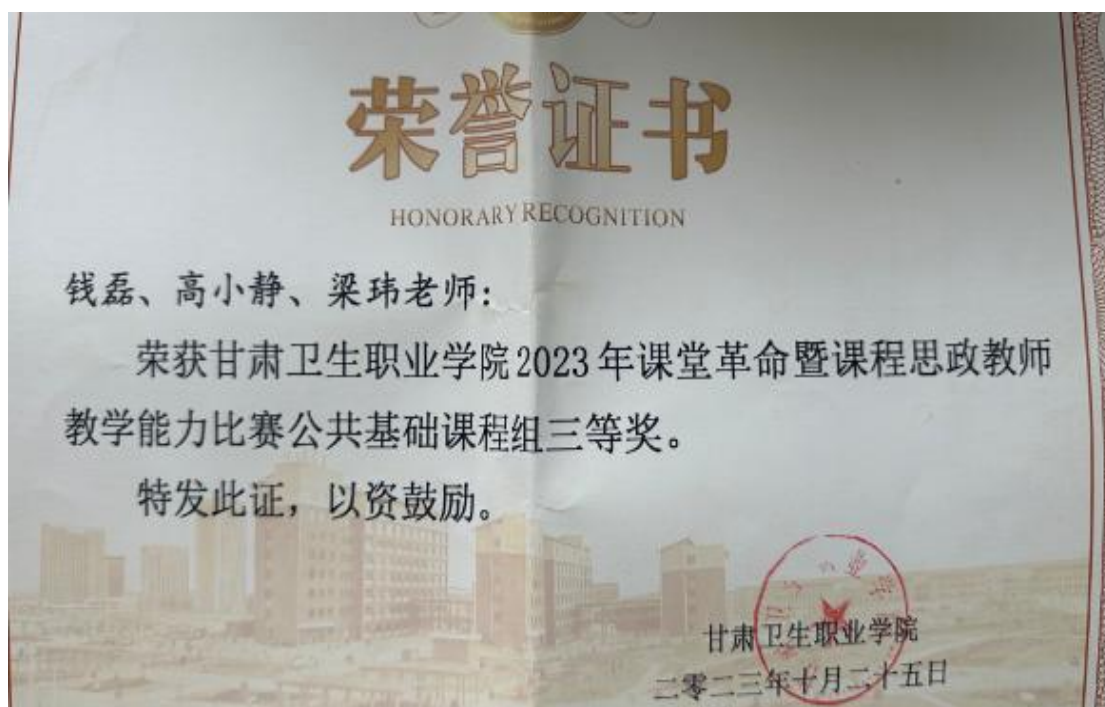 荣誉证书
HONORARY RECOGNITION
钱磊、高小静、梁玮老师:
荣获甘肃卫生职业学院2023年课堂革命暨课程思政教师
教学能力比赛公共基础课程组三等奖。
特发此证，以资鼓励。
甘肃卫生职业学院
二零二三年十月二十五日